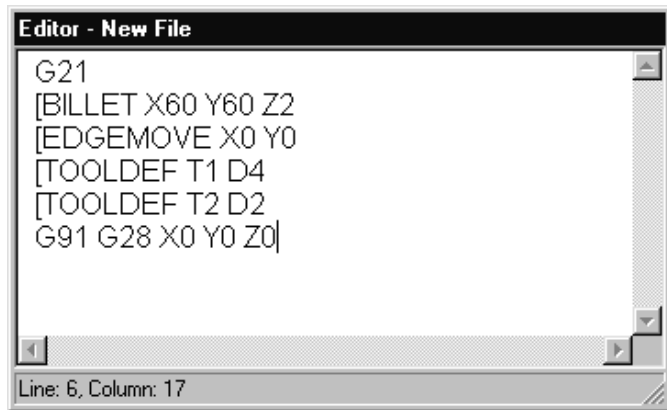 Editor - New File
G21
[BILLET X60 Y60 Z2
[EDGEMOVE X0 Y0
[TOOLDEF T1 D4
[TOOLDEF T2 D2
G91 G28 X0 Y0 Z0
Line: 6, Column: 17